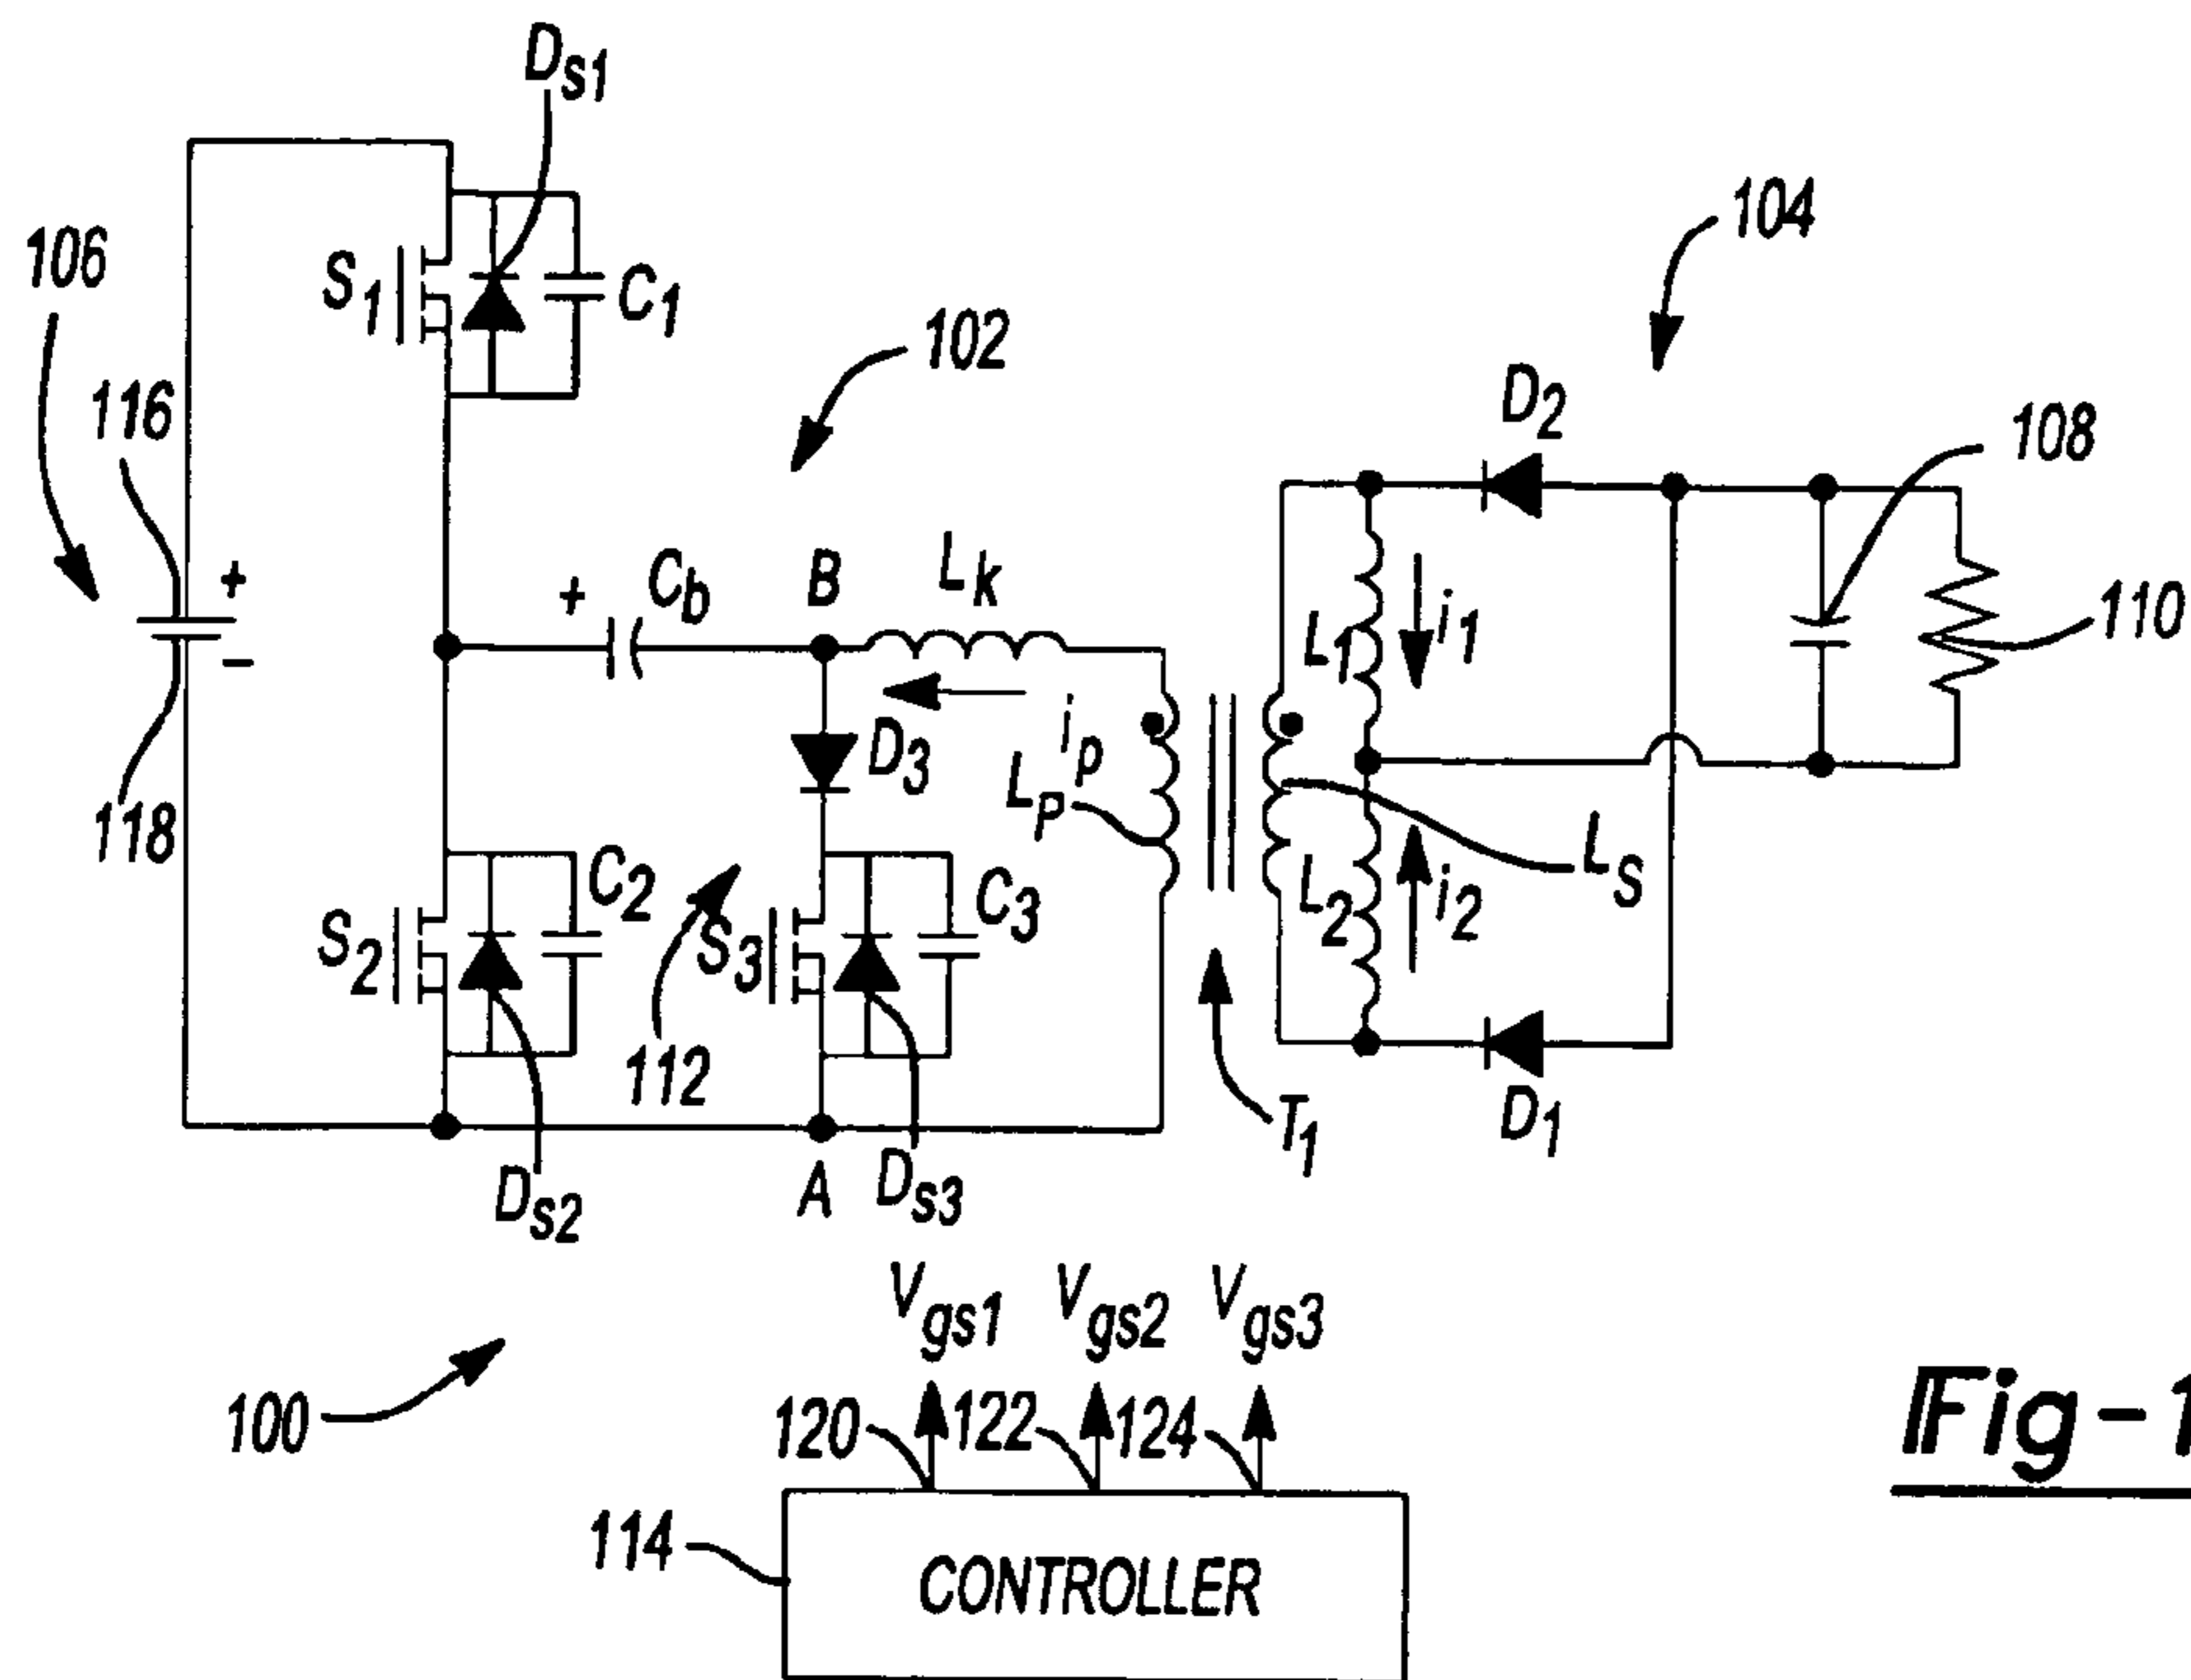 Ds1
106
S1
C1
116
102
104
D2
108
+
-
118
+
Cb
B
Lk
110
L1
i1
D3
ip
LP
C2
S2
112
S3
C3
L2
i2
LS
Ds2
A
Ds3
T1
D1
Vgs1 Vgs2 Vgs3
100
120 122 124
114
CONTROLLER
Fig-1